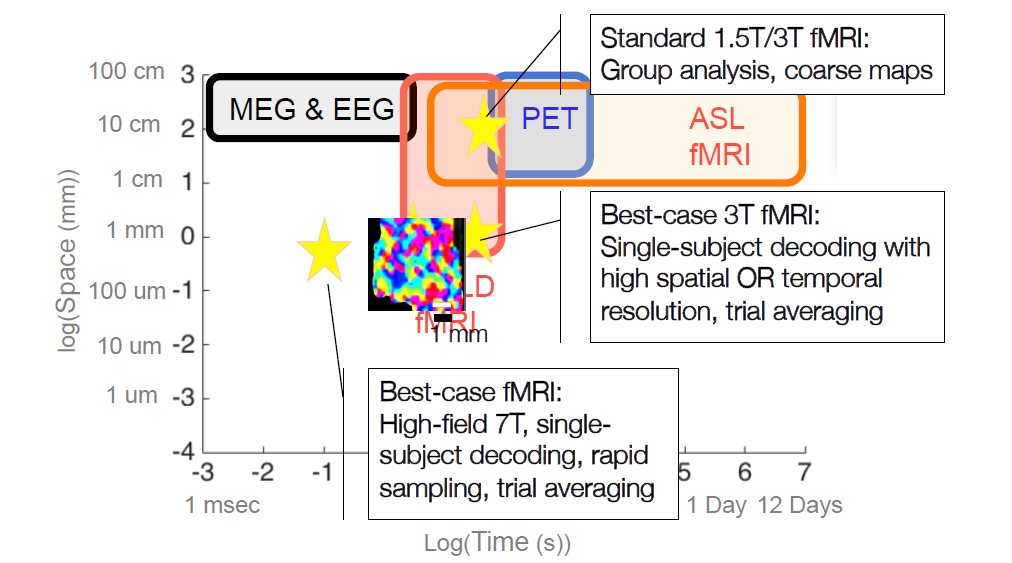 Standard 1.5T/3T fMRI:
Group analysis, coarse maps
100 cm 3
10 cm 2
1 cm 1
1 mm 0
100 um -1
10 um -2
1 um -3
-4
log(Space (mm))
MEG & EEG
PET
ASL
fMRI
Best-case 3T fMRI:
Single-subject decoding with
high spatial OR temporal
resolution, trial averaging
LD
fMRI
1 mm
Best-case fMRI:
High-field 7T, single-
subject decoding, rapid
sampling, trial averaging
-3 -2 -1 5 6 7
1 msec 1 Day 12 Days
Log(Time (s))